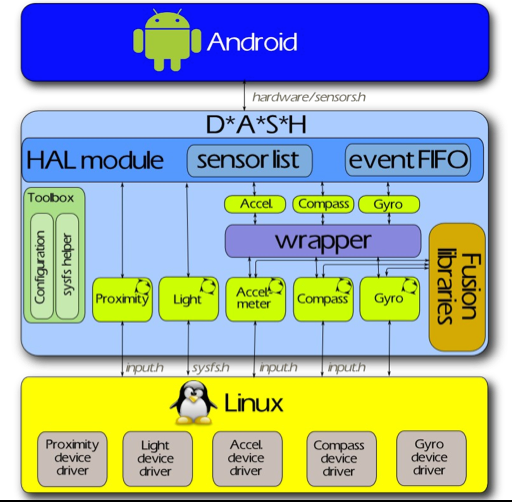 Android
hardware/sensors.h
D*A*S*H
HAL module
sensor list
eventFIFO
Toolbox
Configuration
sysfs helper
Accel.
Compass
Gyro
wrapper
Fusion
libraries
Proximity
Light
Accel-
meter
Compass
Gyro
input.h
sysfs.h
input.h
input.h
Linux
Proximity
device
driver
Light
device
driver
Accel.
device
driver
Compass
device
driver
Gyro
device
driver